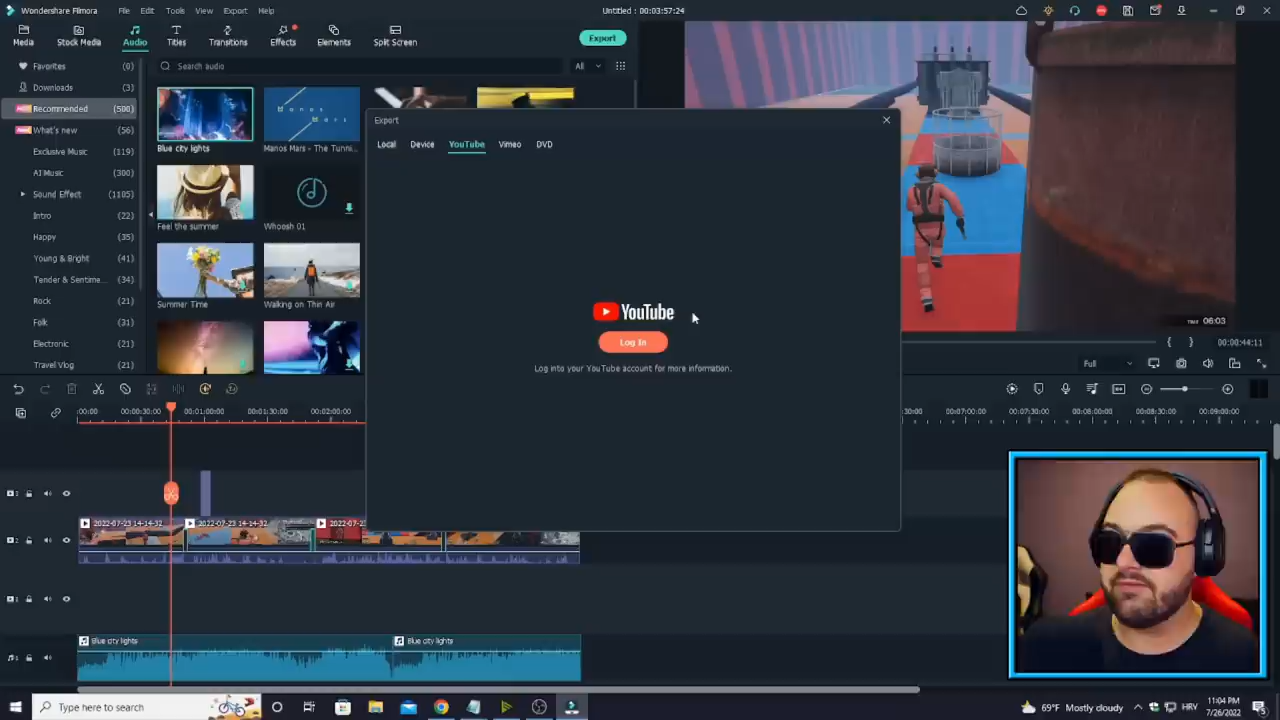 Wondershare Filmora
File
Edit
Tools
View
Export
Help
Untitled : 00:03:57:24
Media
Stock Media
Audio
Titles
Transitions
Effects
Elements
Split Screen
Export
Favorites (0)
Downloads (3)
Recommended (500)
What's new (56)
Exclusive Music (119)
AI Music (300)
Sound Effect (1185)
Intro (22)
Happy (35)
Young & Bright (41)
Tender & Sentime... (34)
Rock (21)
Folk (31)
Electronic (21)
Travel Vlog (21)
Search audio
All
Blue city lights
Manos Mars - The Tunni...
Feel the summer
Whoosh 01
Summer Time
Walking on Thin Air
Export
Local
Device
YouTube
Vimeo
DVD
YouTube
Log In
Log into your YouTube account for more information.
TIME 06:03
00:00:44:11
Full
:00:00
00:00:30:00
00:01:00:00
00:01:30:00
00:02:00:00
00:07:00:00
00:07:30:00
00:08:00:00
00:08:30:00
00:09:00:00
2022-07-23 14-14-32
2022-07-23 14-14-32
2022-07-23
Blue city lights
Blue city lights
Type here to search
69°F Mostly cloudy
HRV
11:04 PM
7/26/2022